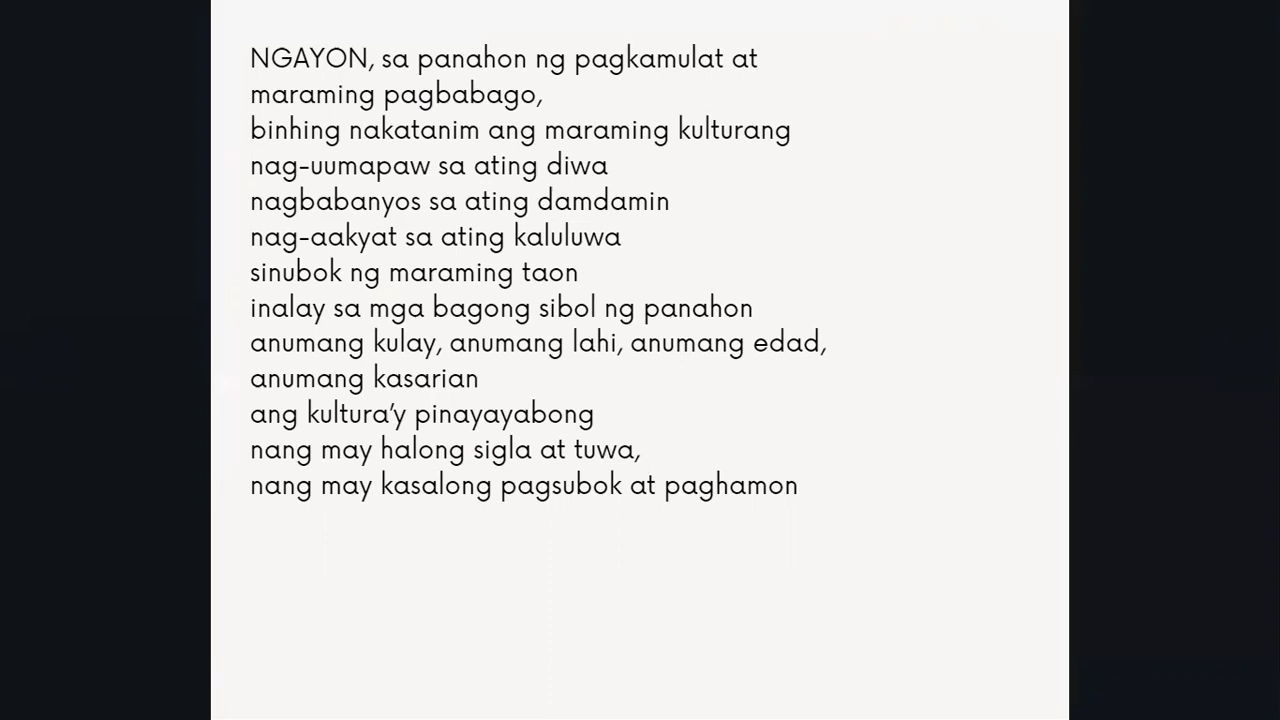 NGAYON, sa panahon ng pagkamulat at
maraming pagbabago,
binhing nakatanim ang maraming kulturang
nag-uumapaw sa ating diwa
nagbabanyos sa ating damdamin
nag-aakyat sa ating kaluluwa
sinubok ng maraming taon
inalay sa mga bagong sibol ng panahon
anumang kulay, anumang lahi, anumang edad,
anumang kasarian
ang kultura’y pinayayabong
nang may halong sigla at tuwa,
nang may kasalong pagsubok at paghamon